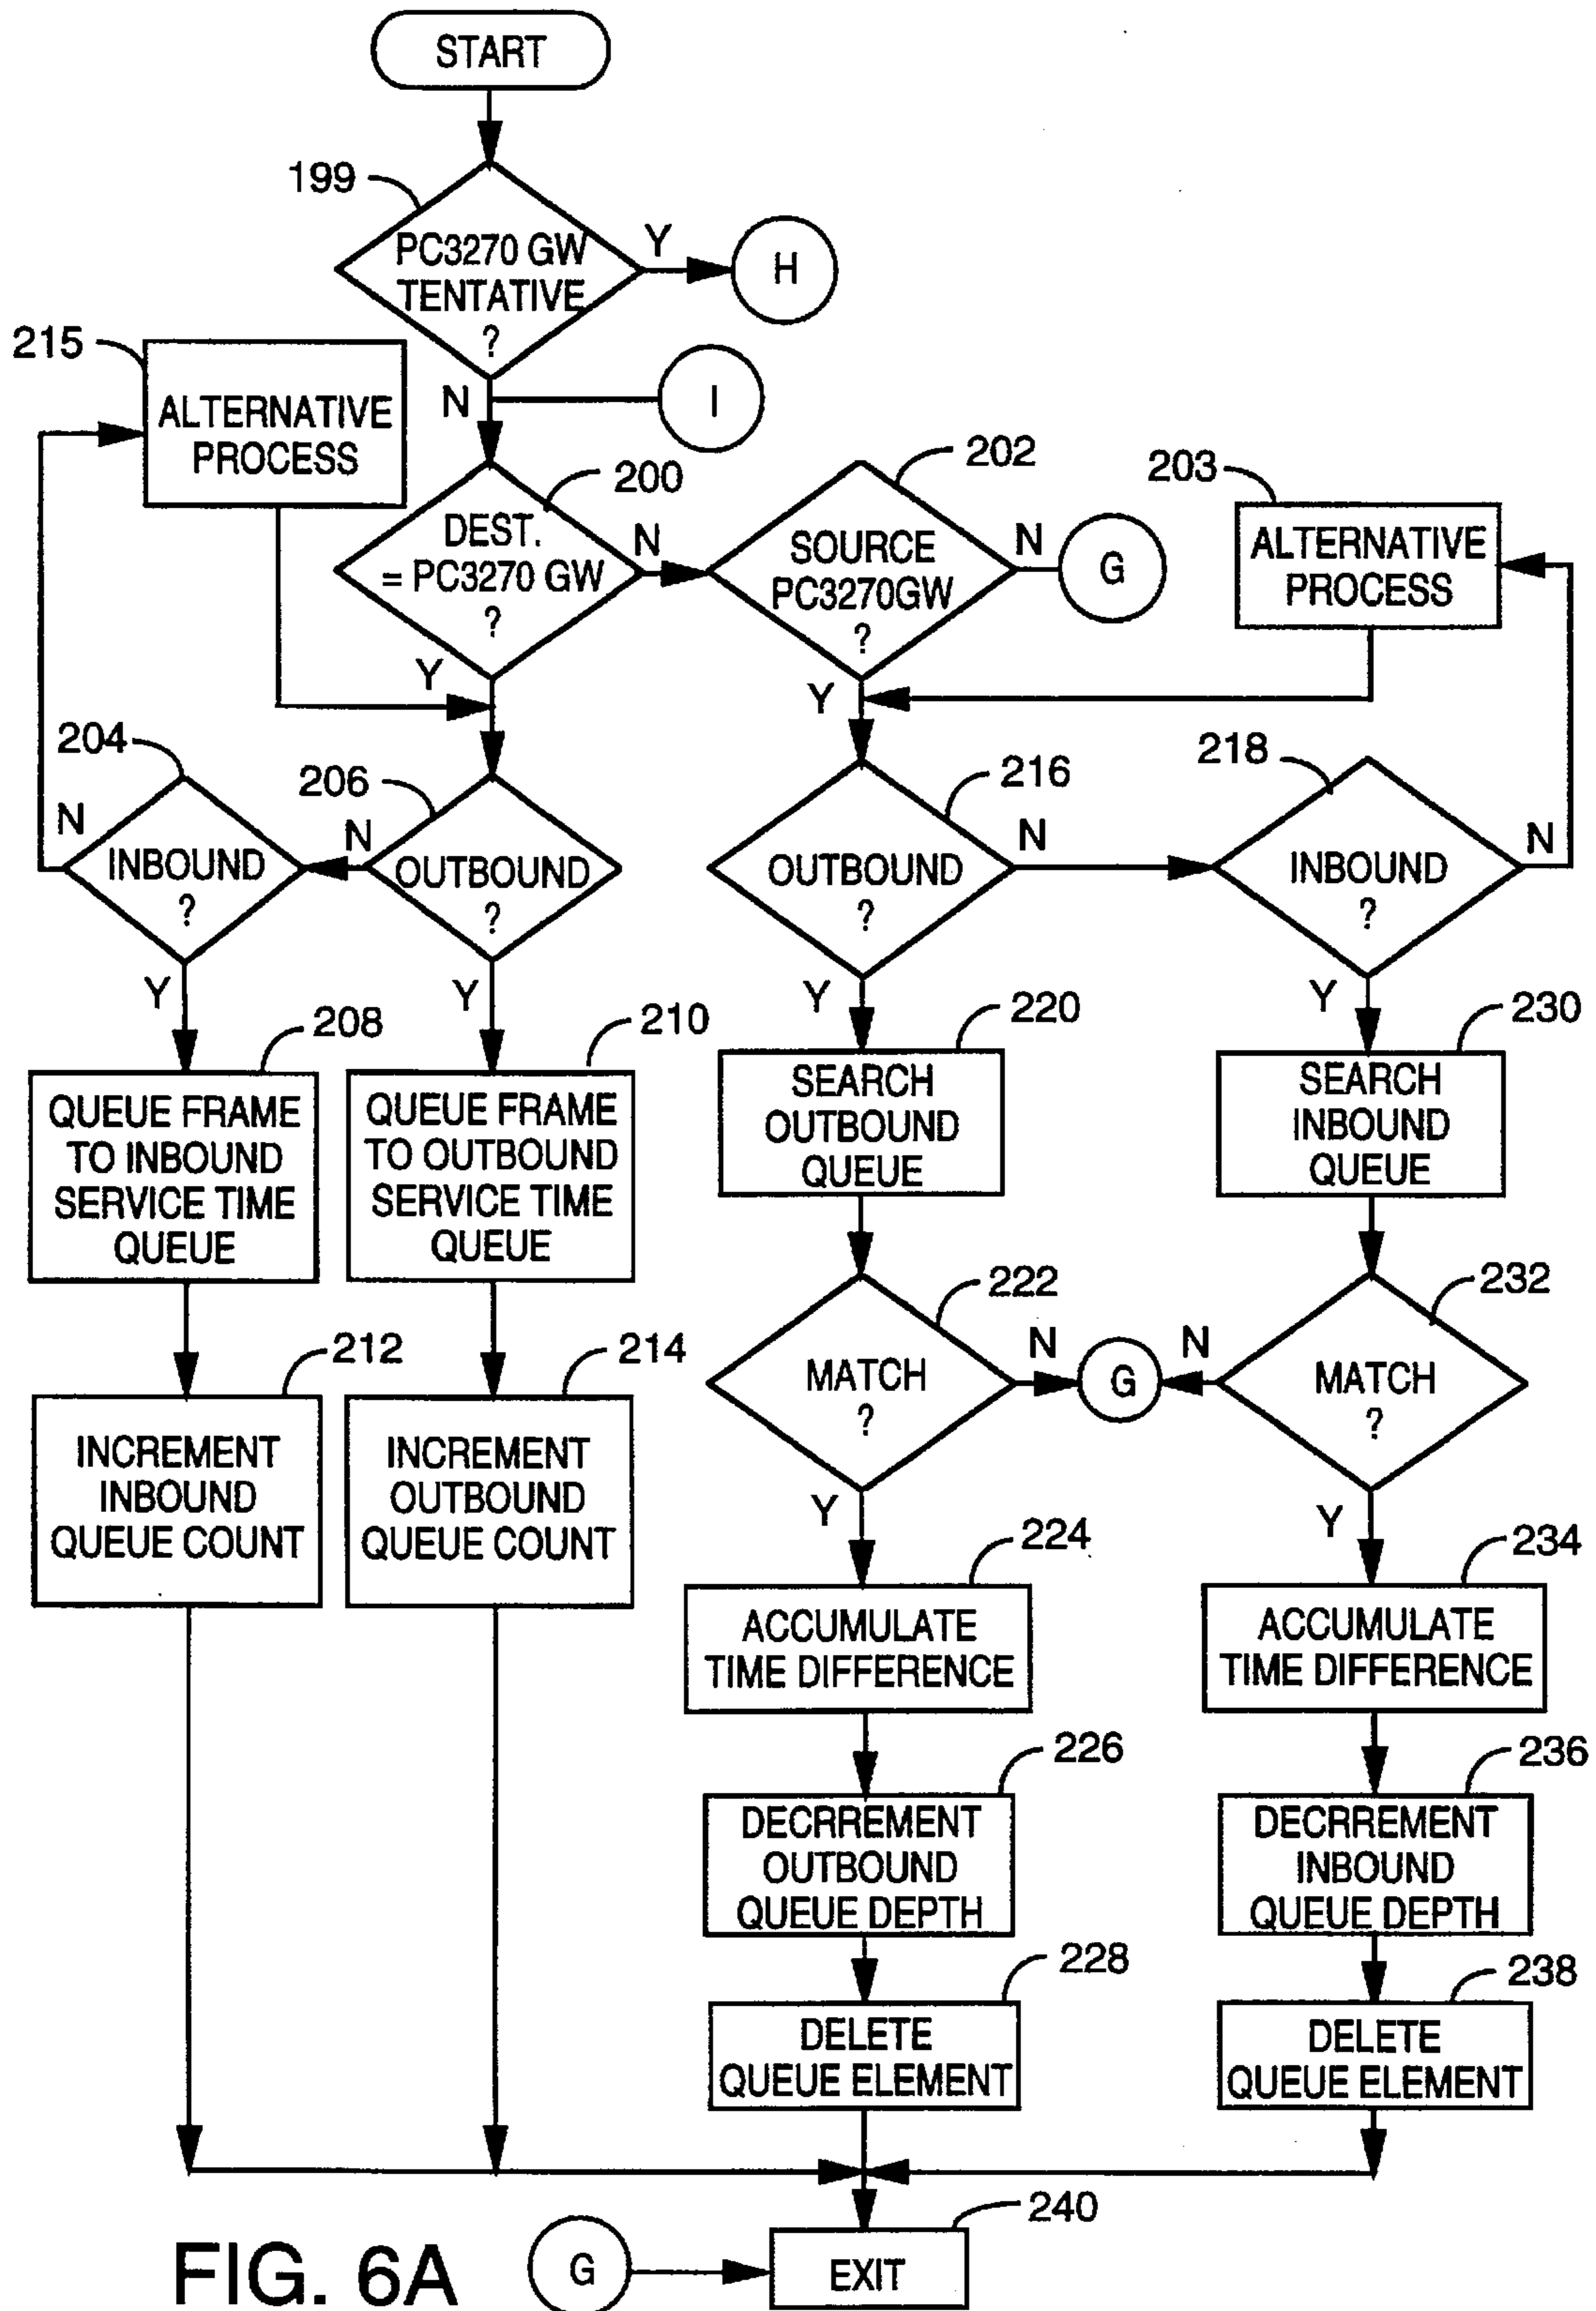 START
199
PC3270 GW
TENTATIVE
?
Y
H
215
ALTERNATIVE
PROCESS
N
I
200
DEST.
= PC3270 GW
?
N
Y
202
SOURCE
PC3270GW
?
N
G
Y
203
ALTERNATIVE
PROCESS
204
INBOUND
?
N
Y
206
OUTBOUND
?
N
Y
216
OUTBOUND
?
N
Y
218
INBOUND
?
N
Y
208
QUEUE FRAME
TO INBOUND
SERVICE TIME
QUEUE
210
QUEUE FRAME
TO OUTBOUND
SERVICE TIME
QUEUE
220
SEARCH
OUTBOUND
QUEUE
230
SEARCH
INBOUND
QUEUE
212
INCREMENT
INBOUND
QUEUE COUNT
214
INCREMENT
OUTBOUND
QUEUE COUNT
222
MATCH
?
N
Y
G
232
MATCH
?
N
Y
224
ACCUMULATE
TIME DIFFERENCE
234
ACCUMULATE
TIME DIFFERENCE
226
DECRREMENT
OUTBOUND
QUEUE DEPTH
236
DECRREMENT
INBOUND
QUEUE DEPTH
228
DELETE
QUEUE ELEMENT
238
DELETE
QUEUE ELEMENT
240
EXIT
G
FIG. 6A